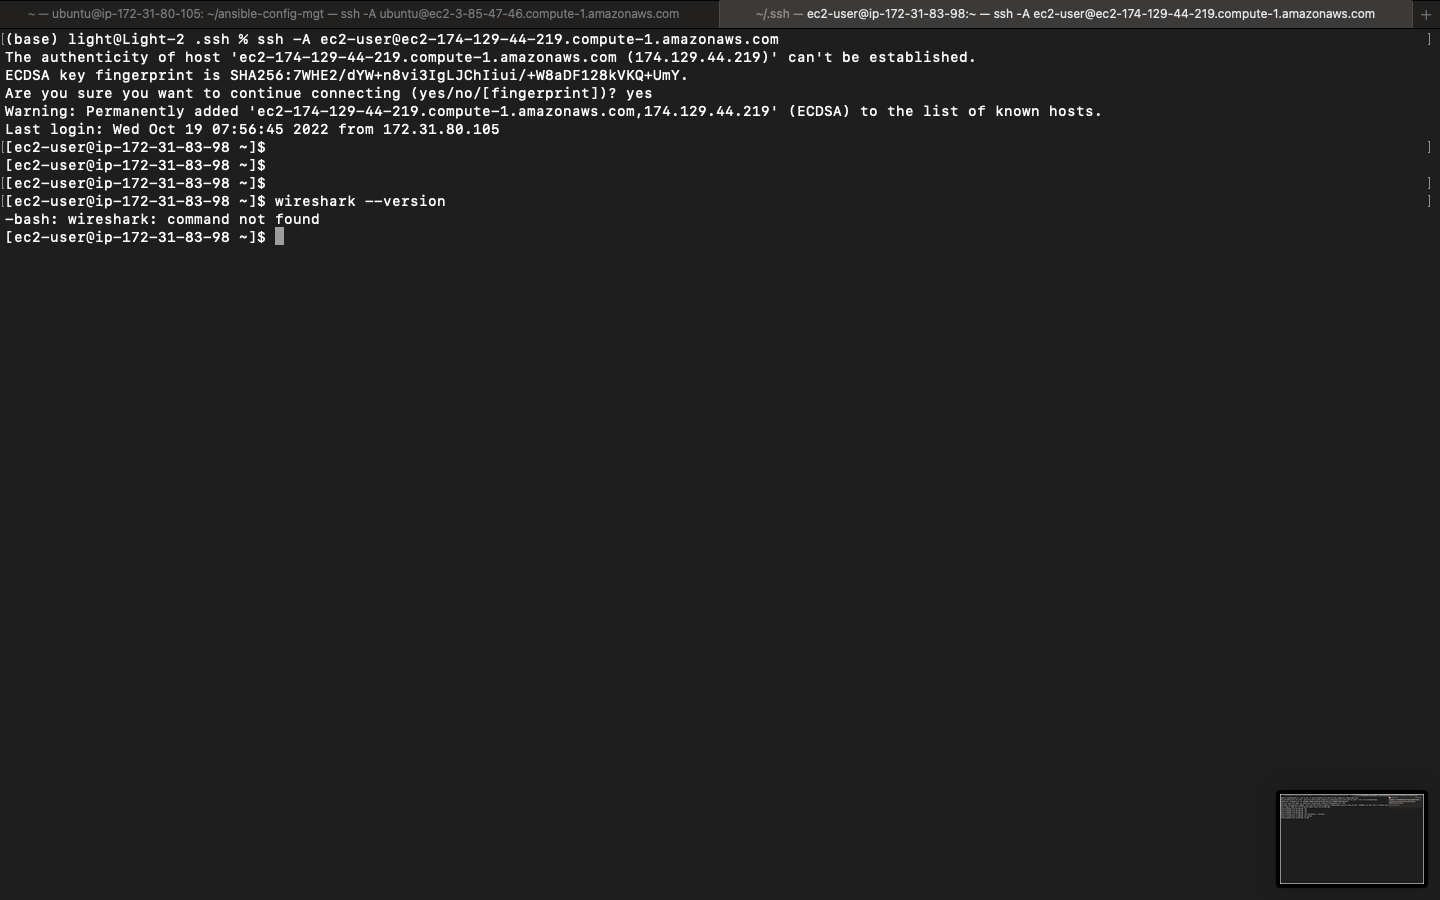 ~ — ubuntu@ip-172-31-80-105: ~/ansible-config-mgt — ssh -A ubuntu@ec2-3-85-47-46.compute-1.amazonaws.com
~/.ssh — ec2-user@ip-172-31-83-98:~ — ssh -A ec2-user@ec2-174-129-44-219.compute-1.amazonaws.com +
[(base) light@Light-2 .ssh % ssh -A ec2-user@ec2-174-129-44-219.compute-1.amazonaws.com ]
The authenticity of host 'ec2-174-129-44-219.compute-1.amazonaws.com (174.129.44.219)' can't be established.
ECDSA key fingerprint is SHA256:7WHE2/dYW+n8vi3IgLJChIiui/+W8aDF128kVKQ+UmY.
Are you sure you want to continue connecting (yes/no/[fingerprint])? yes
Warning: Permanently added 'ec2-174-129-44-219.compute-1.amazonaws.com,174.129.44.219' (ECDSA) to the list of known hosts.
Last login: Wed Oct 19 07:56:45 2022 from 172.31.80.105
[[ec2-user@ip-172-31-83-98 ~]$ ]
[ec2-user@ip-172-31-83-98 ~]$
[[ec2-user@ip-172-31-83-98 ~]$ ]
[[ec2-user@ip-172-31-83-98 ~]$ wireshark --version ]
-bash: wireshark: command not found
[ec2-user@ip-172-31-83-98 ~]$